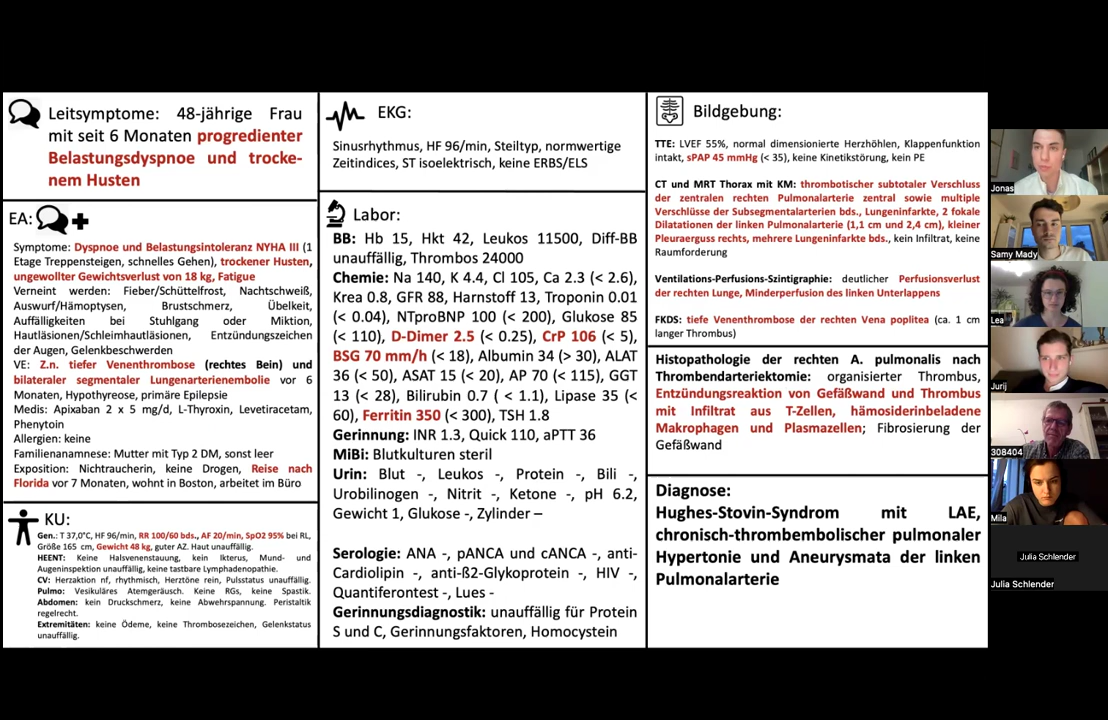 Leitsymptome: 48-jährige Frau
mit seit 6 Monaten progredienter
Belastungsdyspnoe und trocke-
nem Husten
EA:
Symptome: Dyspnoe und Belastungsintoleranz NYHA III (1
Etage Treppensteigen, schnelles Gehen), trockener Husten,
ungewollter Gewichtsverlust von 18 kg, Fatigue
Verneint werden: Fieber/Schüttelfrost, Nachtschweiß,
Auswurf/Hämoptysen, Brustschmerz, Übelkeit,
Auffälligkeiten bei Stuhlgang oder Miktion,
Hautläsionen/Schleimhautläsionen, Entzündungszeichen
der Augen, Gelenkbeschwerden
VE: Z.n. tiefer Venenthrombose (rechtes Bein) und
bilateraler segmentaler Lungenarterienembolie vor 6
Monaten, Hypothyreose, primäre Epilepsie
Medis: Apixaban 2 x 5 mg/d, L-Thyroxin, Levetiracetam,
Phenytoin
Allergien: keine
Familienanamnese: Mutter mit Typ 2 DM, sonst leer
Exposition: Nichtraucherin, keine Drogen, Reise nach
Florida vor 7 Monaten, wohnt in Boston, arbeitet im Büro
KU:
Gen.: T 37,0°C, HF 96/min, RR 100/60 bds., AF 20/min, SpO2 95% bei RL,
Größe 165 cm, Gewicht 48 kg, guter AZ. Haut unauffällig.
HEENT: Keine Halsvenenstauung, kein Ikterus, Mund- und
Augeninspektion unauffällig, keine tastbare Lymphadenopathie.
CV: Herzaktion nf, rhythmisch, Herztöne rein, Pulsstatus unauffällig.
Pulmo: Vesikuläres Atemgeräusch. Keine RGs, keine Spastik.
Abdomen: kein Druckschmerz, keine Abwehrspannung. Peristaltik
regelrecht.
Extremitäten: keine Ödeme, keine Thrombosezeichen, Gelenkstatus
unauffällig.
EKG:
Sinusrhythmus, HF 96/min, Steiltyp, normwertige
Zeitindices, ST isoelektrisch, keine ERBS/ELS
Labor:
BB: Hb 15, Hkt 42, Leukos 11500, Diff-BB
unauffällig, Thrombos 24000
Chemie: Na 140, K 4.4, Cl 105, Ca 2.3 (< 2.6),
Krea 0.8, GFR 88, Harnstoff 13, Troponin 0.01
(< 0.04), NTproBNP 100 (< 200), Glukose 85
(< 110), D-Dimer 2.5 (< 0.25), CrP 106 (< 5),
BSG 70 mm/h (< 18), Albumin 34 (> 30), ALAT
36 (< 50), ASAT 15 (< 20), AP 70 (< 115), GGT
13 (< 28), Bilirubin 0.7 ( < 1.1), Lipase 35 (<
60), Ferritin 350 (< 300), TSH 1.8
Gerinnung: INR 1.3, Quick 110, aPTT 36
MiBi: Blutkulturen steril
Urin: Blut -, Leukos -, Protein -, Bili -,
Urobilinogen -, Nitrit -, Ketone -, pH 6.2,
Gewicht 1, Glukose -, Zylinder –
Serologie: ANA -, pANCA und cANCA -, anti-
Cardiolipin -, anti-ß2-Glykoprotein -, HIV -,
Quantiferontest -, Lues -
Gerinnungsdiagnostik: unauffällig für Protein
S und C, Gerinnungsfaktoren, Homocystein
Bildgebung:
TTE: LVEF 55%, normal dimensionierte Herzhöhlen, Klappenfunktion
intakt, sPAP 45 mmHg (< 35), keine Kinetikstörung, kein PE
CT und MRT Thorax mit KM: thrombotischer subtotaler Verschluss
der zentralen rechten Pulmonalarterie zentral sowie multiple
Verschlüsse der Subsegmentalarterien bds., Lungeninfarkte, 2 fokale
Dilatationen der linken Pulmonalarterie (1,1 cm und 2,4 cm), kleiner
Pleuraerguss rechts, mehrere Lungeninfarkte bds., kein Infiltrat, keine
Raumforderung
Ventilations-Perfusions-Szintigraphie: deutlicher Perfusionsverlust
der rechten Lunge, Minderperfusion des linken Unterlappens
FKDS: tiefe Venenthrombose der rechten Vena poplitea (ca. 1 cm
langer Thrombus)
Histopathologie der rechten A. pulmonalis nach
Thrombendarteriektomie: organisierter Thrombus,
Entzündungsreaktion von Gefäßwand und Thrombus
mit Infiltrat aus T-Zellen, hämosiderinbeladene
Makrophagen und Plasmazellen; Fibrosierung der
Gefäßwand
Diagnose:
Hughes-Stovin-Syndrom mit LAE,
chronisch-thrombembolischer pulmonaler
Hypertonie und Aneurysmata der linken
Pulmonalarterie
Jonas
Samy Mady
Lea
Jurij
308404
Mila
Julia Schlender
Julia Schlender